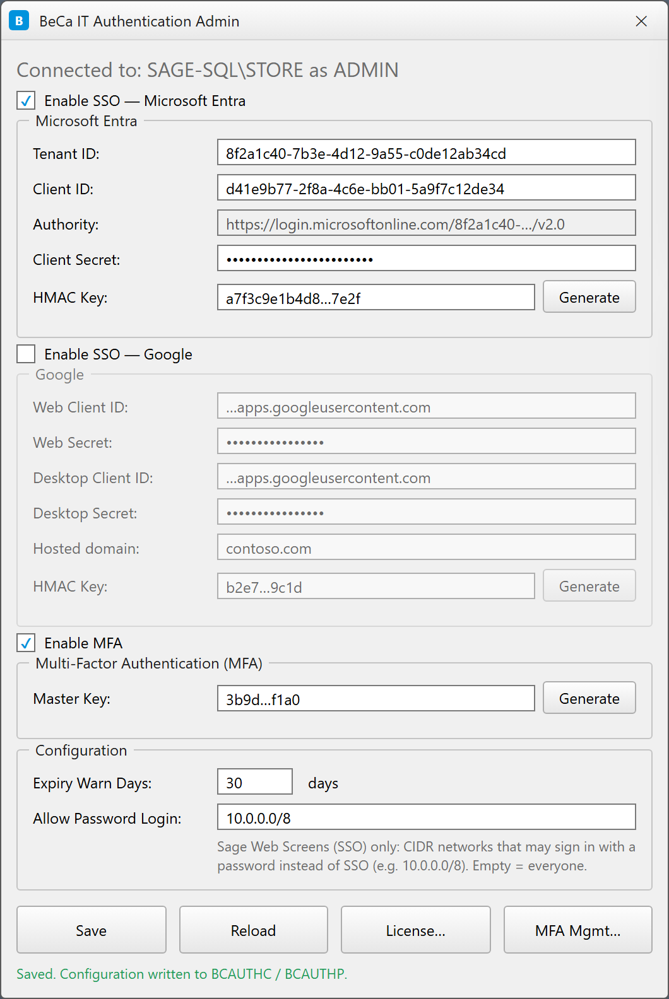 B BeCa IT Authentication Admin
Connected to: SAGE-SQL\STORE as ADMIN
Enable SSO — Microsoft Entra
Microsoft Entra
Tenant ID: 8f2a1c40-7b3e-4d12-9a55-c0de12ab34cd
Client ID: d41e9b77-2f8a-4c6e-bb01-5a9f7c12de34
Authority: https://login.microsoftonline.com/8f2a1c40-.../v2.0
Client Secret: ••••••••••••••••••••••••
HMAC Key: a7f3c9e1b4d8...7e2f Generate
Enable SSO — Google
Google
Web Client ID: ...apps.googleusercontent.com
Web Secret: ••••••••••••••••
Desktop Client ID: ...apps.googleusercontent.com
Desktop Secret: ••••••••••••••••
Hosted domain: contoso.com
HMAC Key: b2e7...9c1d Generate
Enable MFA
Multi-Factor Authentication (MFA)
Master Key: 3b9d...f1a0 Generate
Configuration
Expiry Warn Days: 30 days
Allow Password Login: 10.0.0.0/8
Sage Web Screens (SSO) only: CIDR networks that may sign in with a
password instead of SSO (e.g. 10.0.0.0/8). Empty = everyone.
Save Reload License... MFA Mgmt...
Saved. Configuration written to BCAUTHC / BCAUTHP.